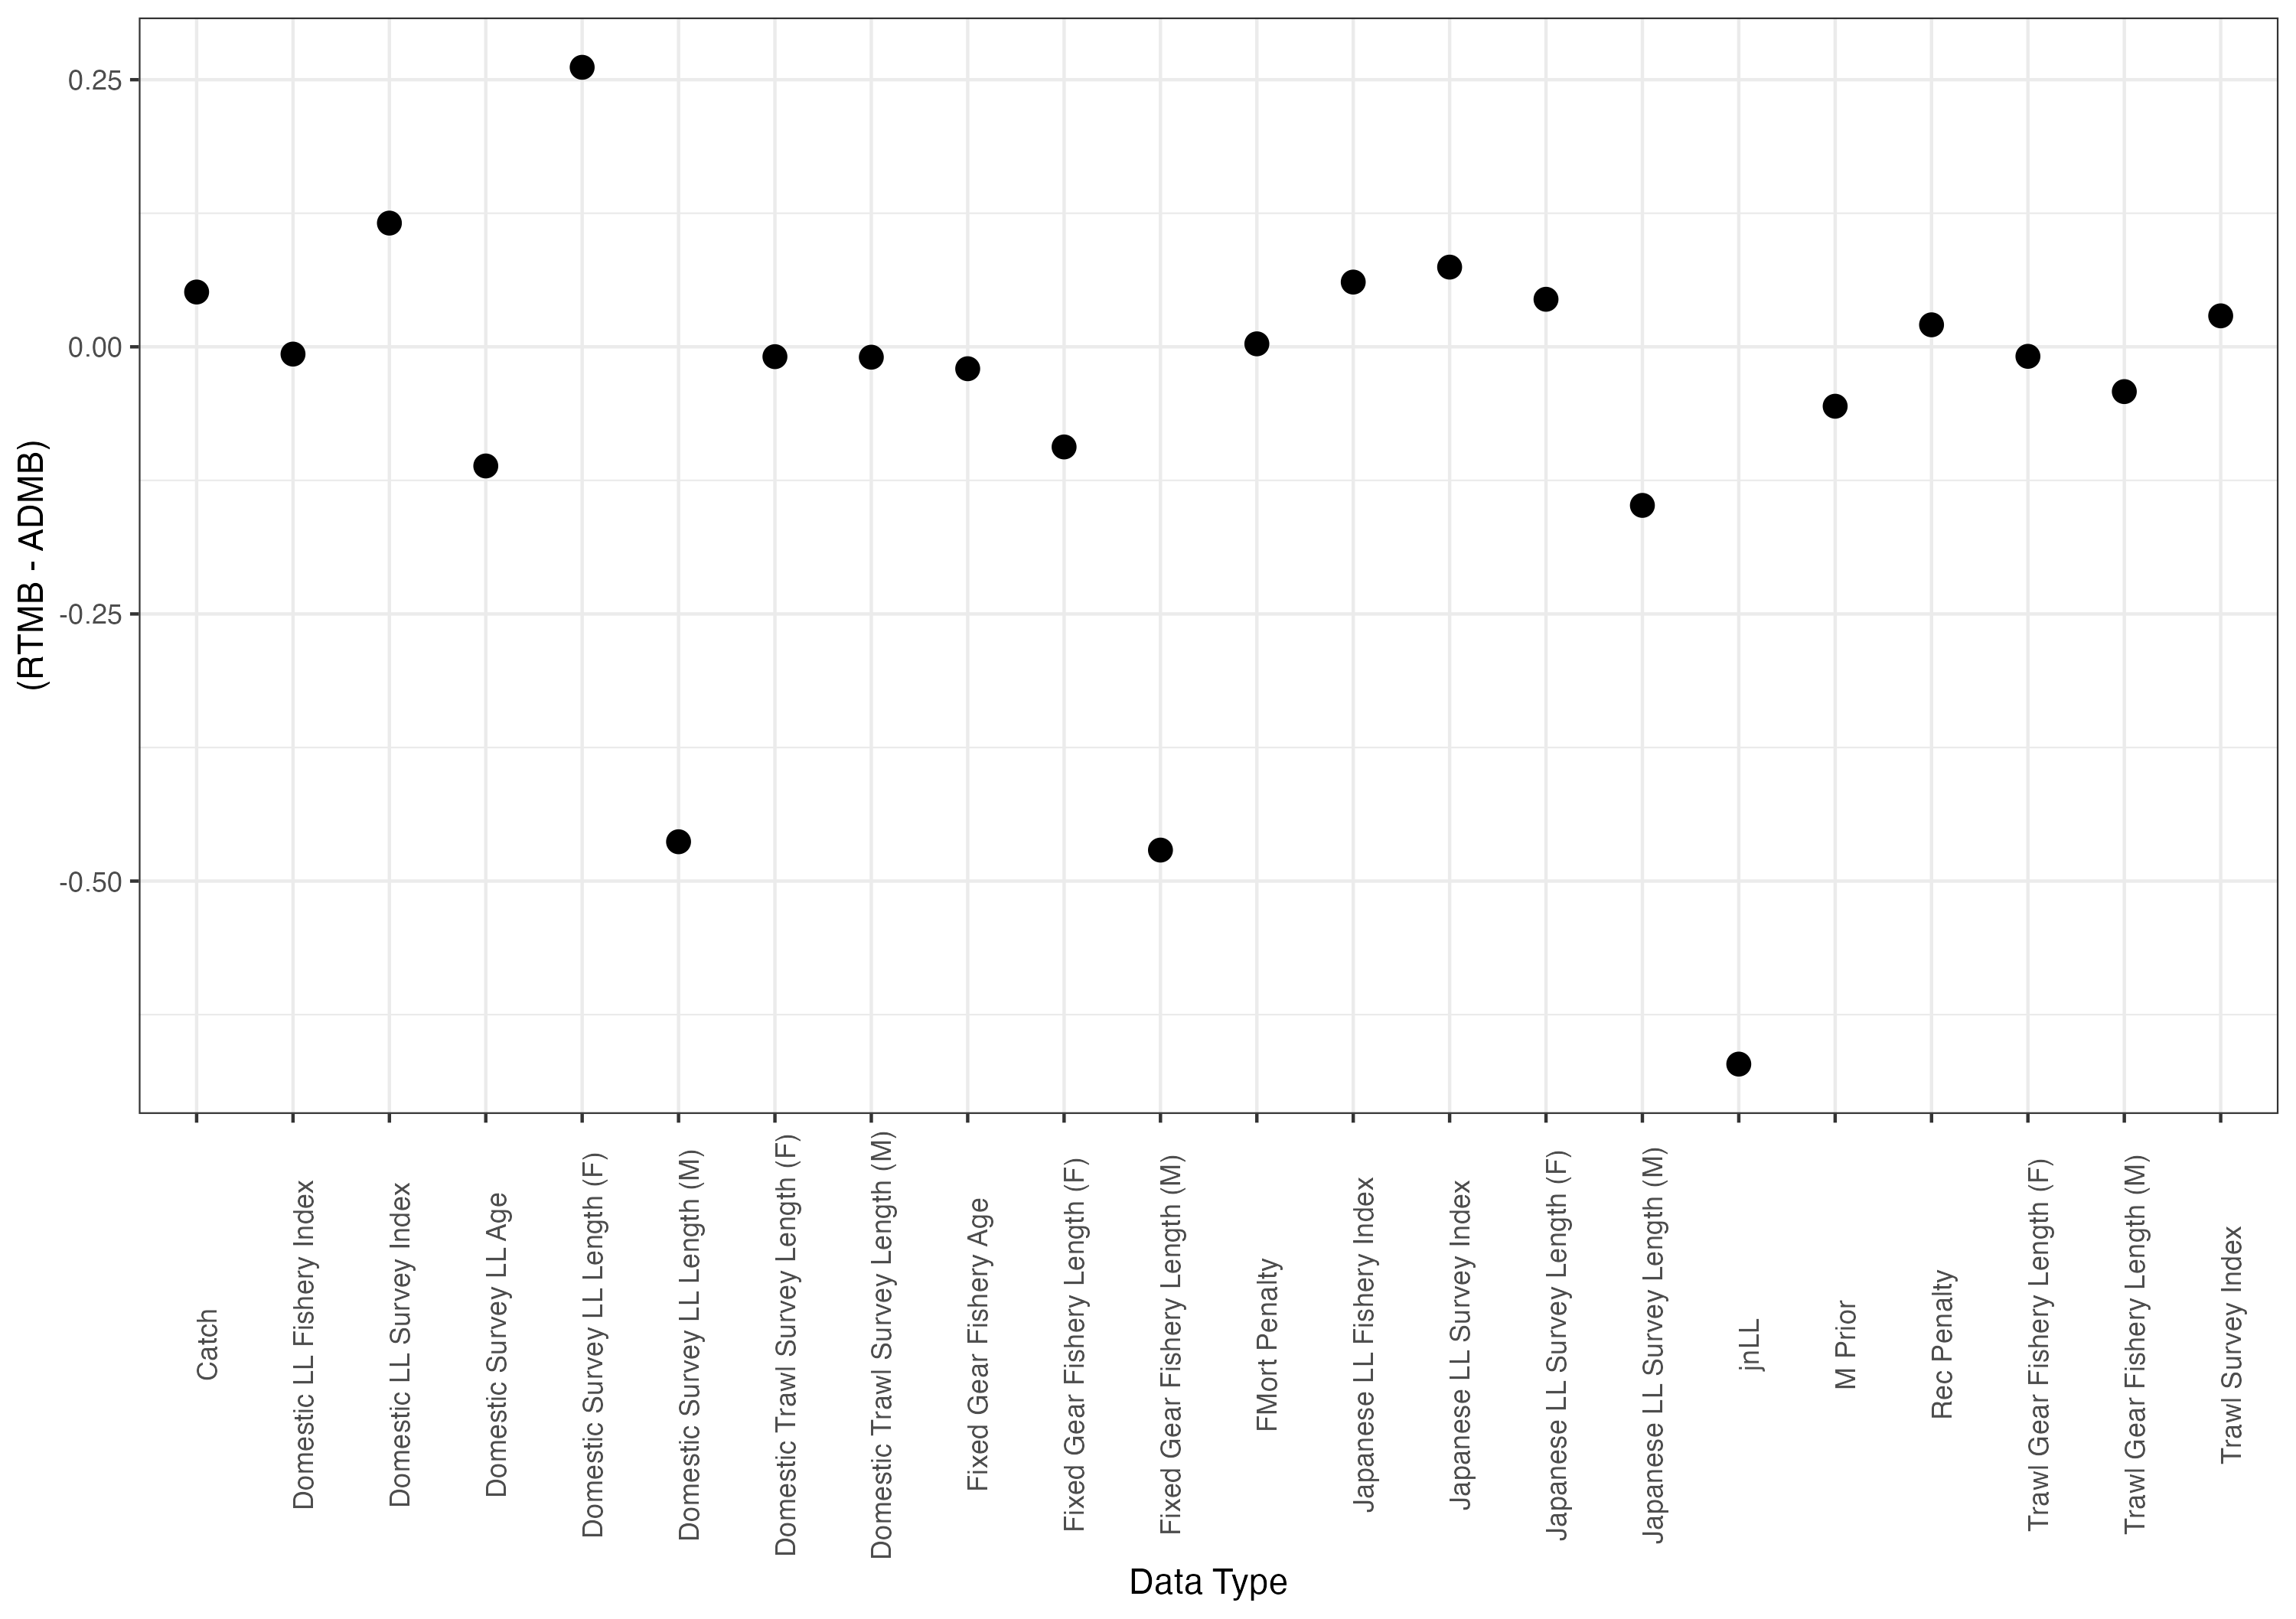 (RTMB - ADMB)
0.25
0.00
-0.25
-0.50
Catch
Domestic LL Fishery Index
Domestic LL Survey Index
Domestic Survey LL Age
Domestic Survey LL Length (F)
Domestic Survey LL Length (M)
Domestic Trawl Survey Length (F)
Domestic Trawl Survey Length (M)
Fixed Gear Fishery Age
Fixed Gear Fishery Length (F)
Fixed Gear Fishery Length (M)
FMort Penalty
Japanese LL Fishery Index
Japanese LL Survey Index
Japanese LL Survey Length (F)
Japanese LL Survey Length (M)
jnLL
M Prior
Rec Penalty
Trawl Gear Fishery Length (F)
Trawl Gear Fishery Length (M)
Trawl Survey Index
Data Type